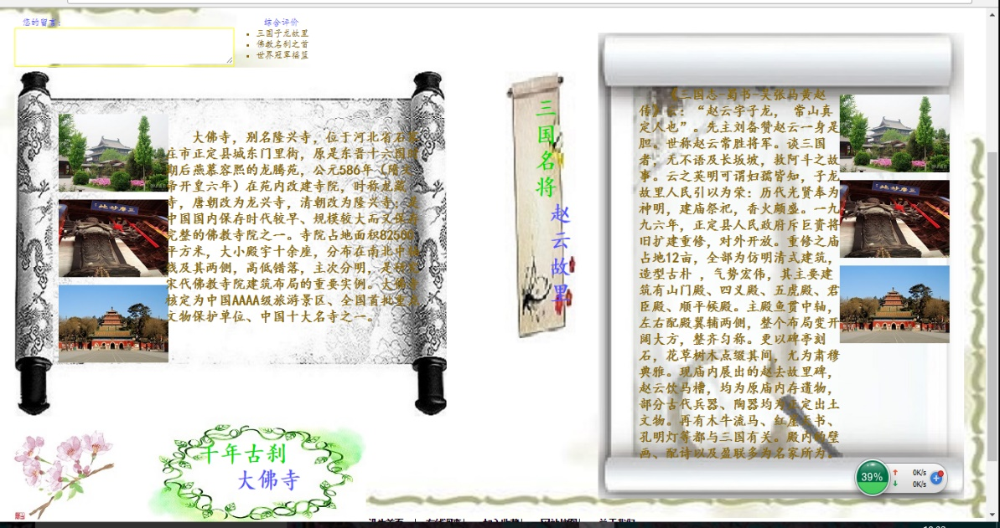 您的留言:
综合评价
三国子龙故里
佛教名刹之首
世界冠军摇篮
大佛寺，别名隆兴寺，位于河北省石
庄市正定县城东门里街，原是东晋十六国
期后燕慕容熙的龙腾苑，公元586年（隋文
帝开皇六年）在苑内改建寺院，时称龙藏
寺，唐朝改为龙兴寺，清朝改为隆兴寺；
中国国内保存时代较早、规模较大而又保存
完整的佛教寺院之一。寺院占地面积82500
平方米，大小殿宇十余座，分布在南北中
线及其两侧，高低错落，主次分明，是
宋代佛教寺院建筑布局的重要实例。大佛寺
核定为中国AAAA级旅游景区、全国首批重点
文物保护单位、中国十大名寺之一。
千年古刹
大佛寺
三国名将
赵云故里
《三国志-蜀书-关张马黄赵
传》云：“赵云字子龙， 常山真
定人也”。先主刘备赞赵云一身是
胆。世称赵云常胜将军。谈三国
者，无不语及长坂坡，救阿斗之故
事。云之英明可谓妇孺皆知，子龙
故里人民引以为荣：历代光贤奉为
神明，建庙祭祀，香火颇盛。一九
九六年，正定县人民政府斥巨资将
旧扩建重修，对外开放。重修之庙
占地12亩，全部为仿明清式建筑，
造型古朴 ，气势宏伟，其主要建
筑有山门殿、四义殿、五虎殿、君
臣殿、顺平候殿。主殿鱼贯中轴，
左右配殿翼辅两侧，整个布局变开
阔大方，整齐匀称。更以碑亭刻
石，花草树木点缀其间，尤为肃穆
典雅。现庙内展出的赵去故里碑，
赵云饮马槽，均为原庙内存遗物，
部分古代兵器、陶器均为正定出土
文物。再有木牛流马、红崖天书、
孔明灯等都与三国有关。殿内的壁
画、配诗以及盈联多为名家所为。
39%
0K/s
0K/s